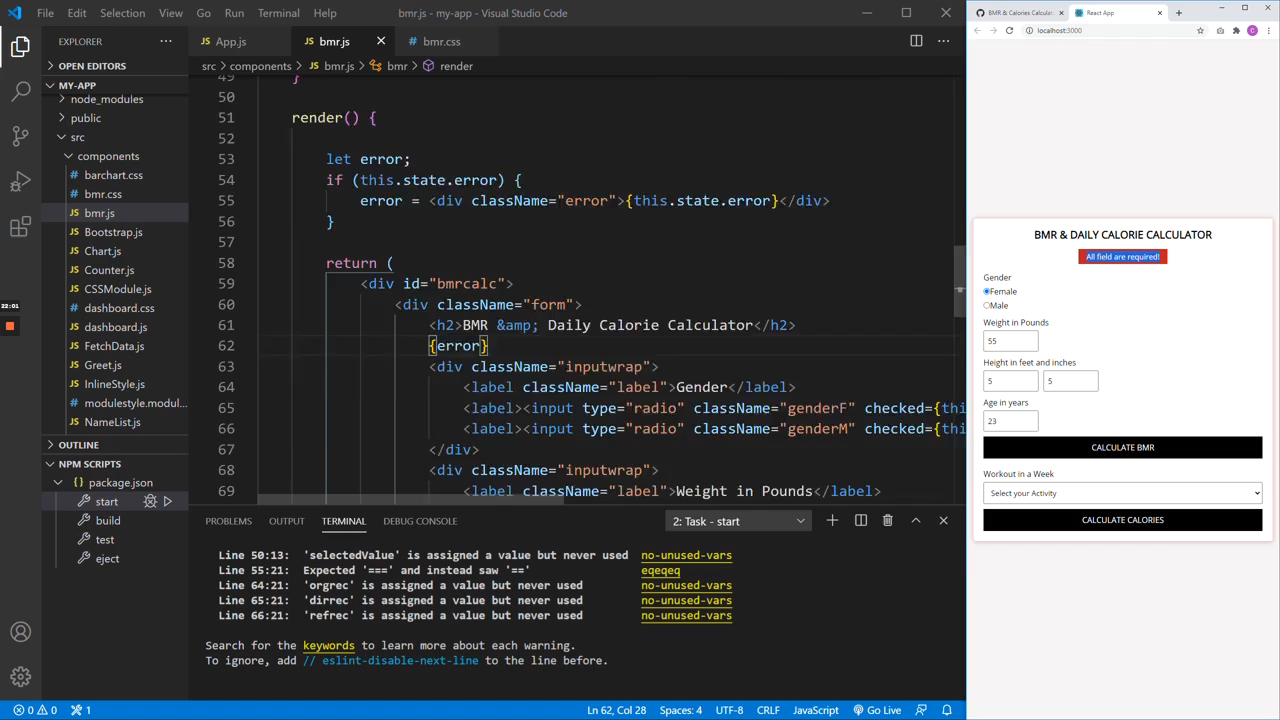 File Edit Selection View Go Run Terminal Help bmr.js - my-app - Visual Studio Code
EXPLORER
OPEN EDITORS
MY-APP
node_modules
public
src
components
barchart.css
bmr.css
bmr.js
Bootstrap.js
Chart.js
Counter.js
CSSModule.js
dashboard.css
dashboard.js
FetchData.js
Greet.js
InlineStyle.js
modulestyle.modul...
NameList.js
OUTLINE
NPM SCRIPTS
package.json
start
build
test
eject
22:01
App.js bmr.js bmr.css
src > components > bmr.js > bmr > render
49 }
50
51 render() {
52
53 let error;
54 if (this.state.error) {
55 error = <div className="error">{this.state.error}</div>
56 }
57
58 return (
59 <div id="bmrcalc">
60 <div className="form">
61 <h2>BMR &amp; Daily Calorie Calculator</h2>
62 {error}
63 <div className="inputwrap">
64 <label className="label">Gender</label>
65 <label><input type="radio" className="genderF" checked={thi
66 <label><input type="radio" className="genderM" checked={thi
67 </div>
68 <div className="inputwrap">
69 <label className="label">Weight in Pounds</label>
PROBLEMS OUTPUT TERMINAL DEBUG CONSOLE 2: Task - start
Line 50:13: 'selectedValue' is assigned a value but never used no-unused-vars
Line 55:21: Expected '===' and instead saw '==' eqeqeq
Line 64:21: 'orgrec' is assigned a value but never used no-unused-vars
Line 65:21: 'dirrec' is assigned a value but never used no-unused-vars
Line 66:21: 'refrec' is assigned a value but never used no-unused-vars
Search for the keywords to learn more about each warning.
To ignore, add // eslint-disable-next-line to the line before.
0 0 1 Ln 62, Col 28 Spaces: 4 UTF-8 CRLF JavaScript Go Live
BMR & Calories Calculat React App
localhost:3000
BMR & DAILY CALORIE CALCULATOR
All field are required!
Gender
Female
Male
Weight in Pounds
55
Height in feet and inches
5 5
Age in years
23
CALCULATE BMR
Workout in a Week
Select your Activity
CALCULATE CALORIES